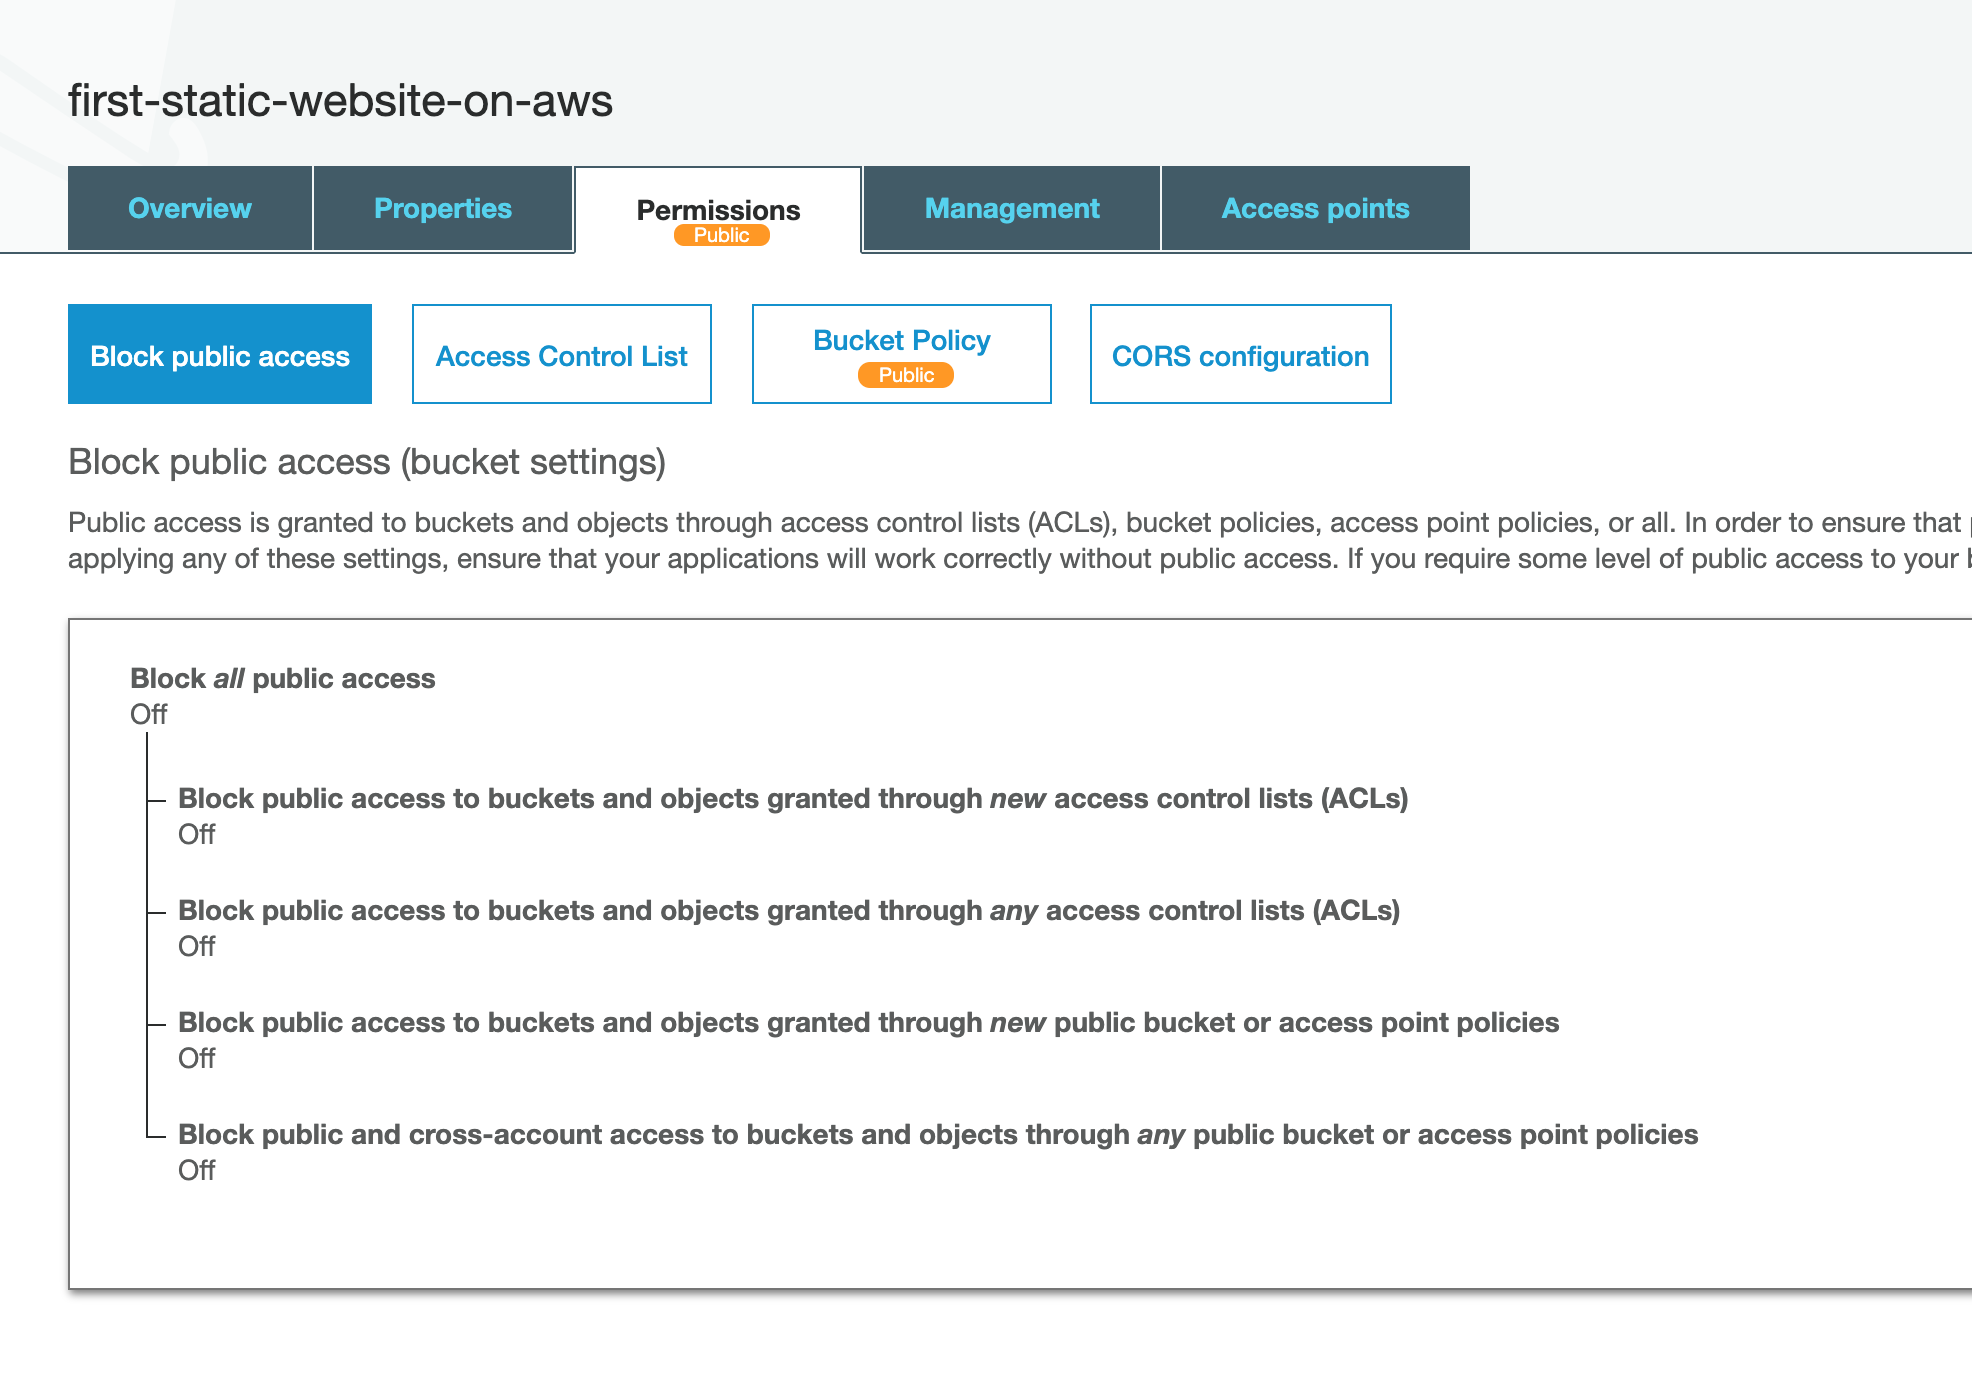 first-static-website-on-aws
Overview
Properties
Permissions
Public
Management
Access points
Block public access
Access Control List
Bucket Policy
Public
CORS configuration
Block public access (bucket settings)
Public access is granted to buckets and objects through access control lists (ACLs), bucket policies, access point policies, or all. In order to ensure that
applying any of these settings, ensure that your applications will work correctly without public access. If you require some level of public access to your
Block all public access
Off
Block public access to buckets and objects granted through new access control lists (ACLs)
Off
Block public access to buckets and objects granted through any access control lists (ACLs)
Off
Block public access to buckets and objects granted through new public bucket or access point policies
Off
Block public and cross-account access to buckets and objects through any public bucket or access point policies
Off